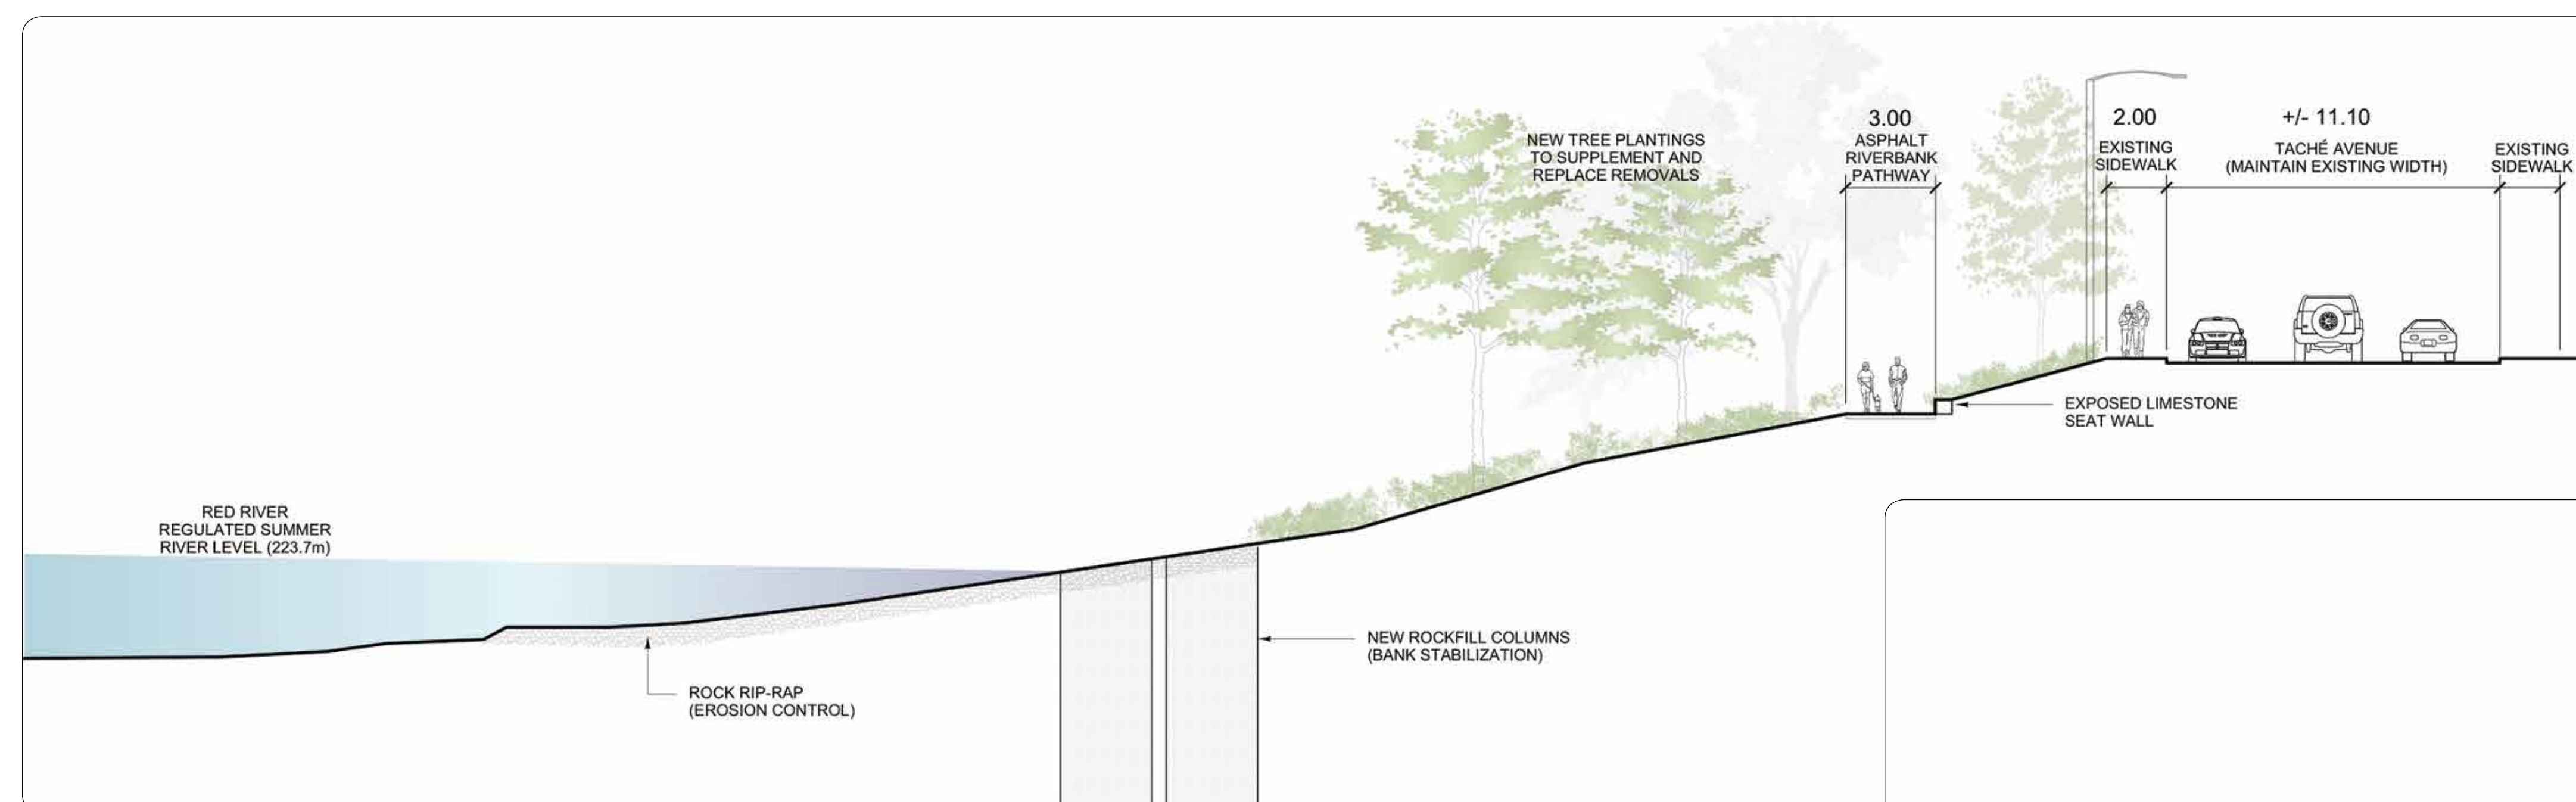 NEW TREE PLANTINGS
TO SUPPLEMENT AND
REPLACE REMOVALS
3.00
ASPHALT
RIVERBANK
PATHWAY
2.00
EXISTING
SIDEWALK
+/- 11.10
TACHÉ AVENUE
(MAINTAIN EXISTING WIDTH)
EXISTING
SIDEWALK
EXPOSED LIMESTONE
SEAT WALL
RED RIVER
REGULATED SUMMER
RIVER LEVEL (223.7m)
NEW ROCKFILL COLUMNS
(BANK STABILIZATION)
ROCK RIP-RAP
(EROSION CONTROL)